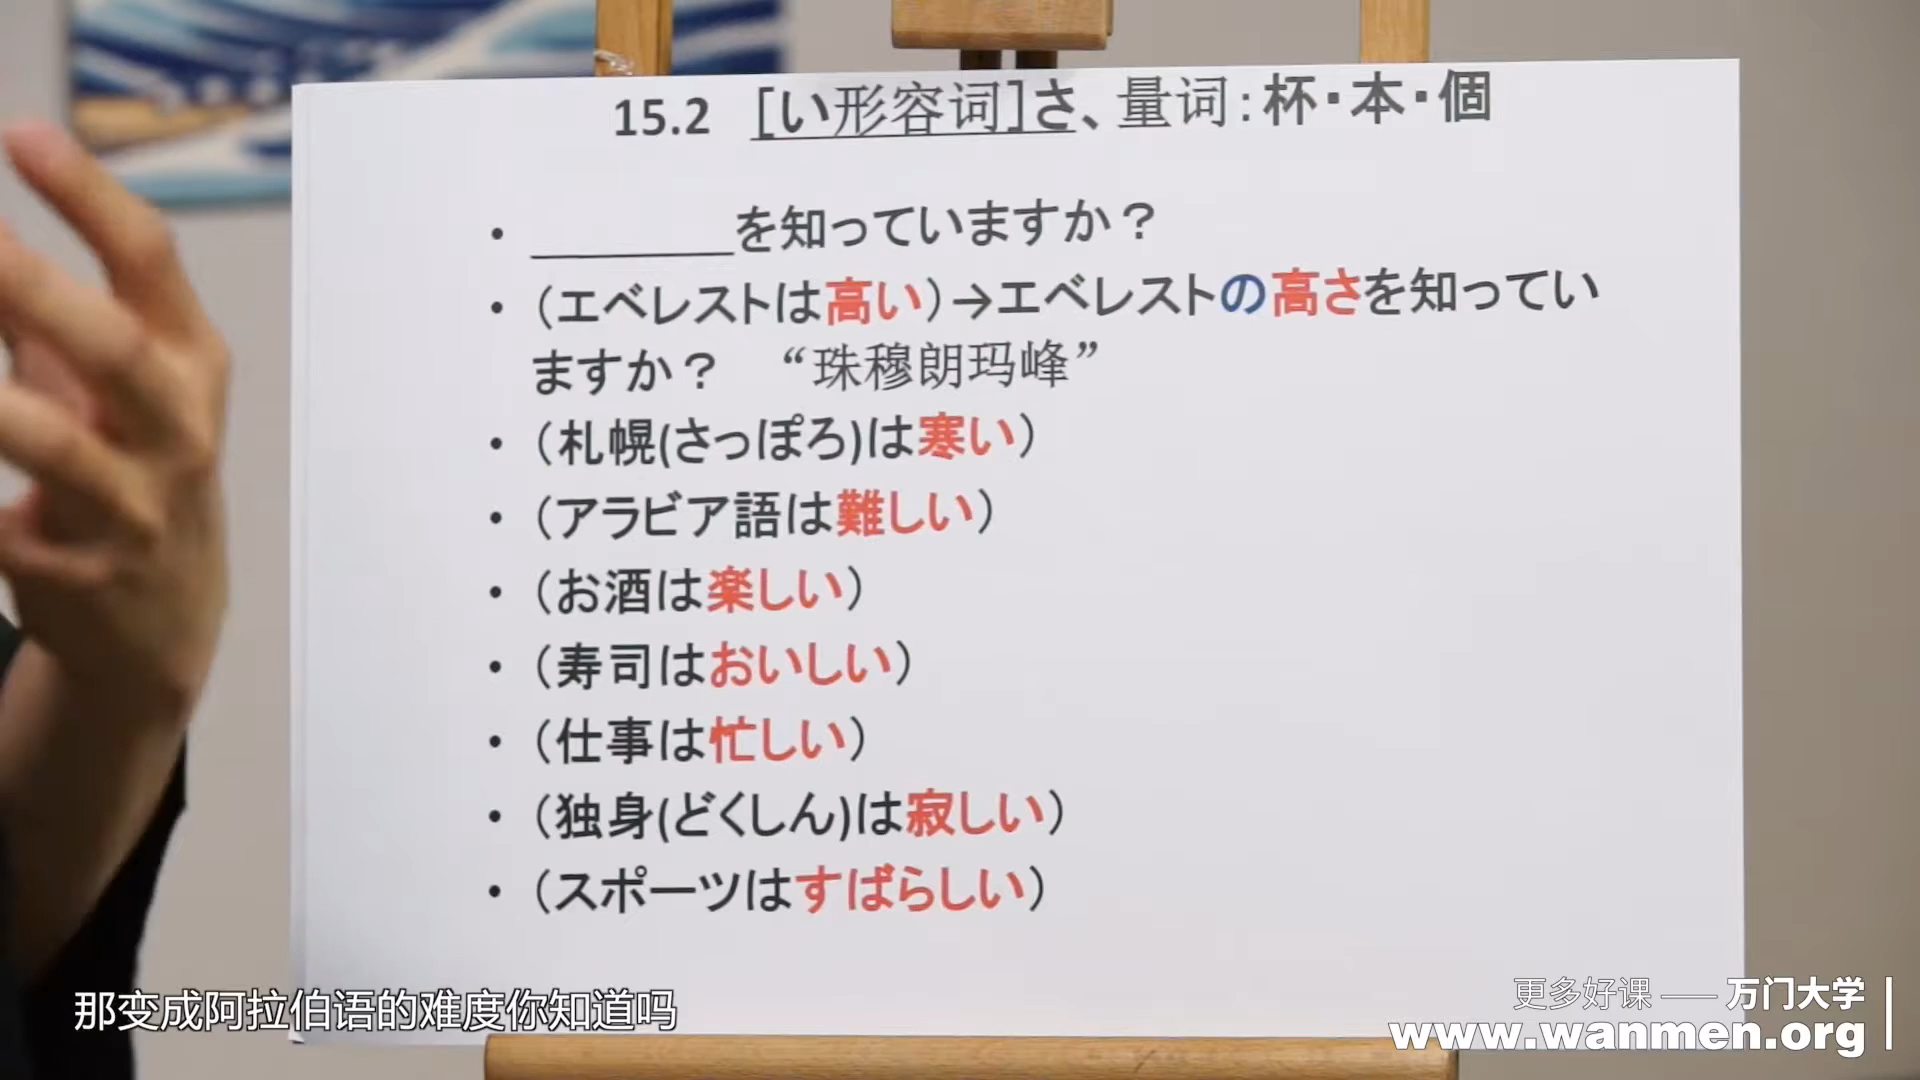 15.2 [い形容词]さ、量词:杯・本・個
• ________を知っていますか？
• （エベレストは高い）→エベレストの高さを知ってい
ますか？ “珠穆朗玛峰”
• （札幌(さっぽろ)は寒い）
• （アラビア語は難しい）
• （お酒は楽しい）
• （寿司はおいしい）
• （仕事は忙しい）
• （独身(どくしん)は寂しい）
• （スポーツはすばらしい）
那变成阿拉伯语的难度你知道吗
更多好课 —— 万门大学
www.wanmen.org